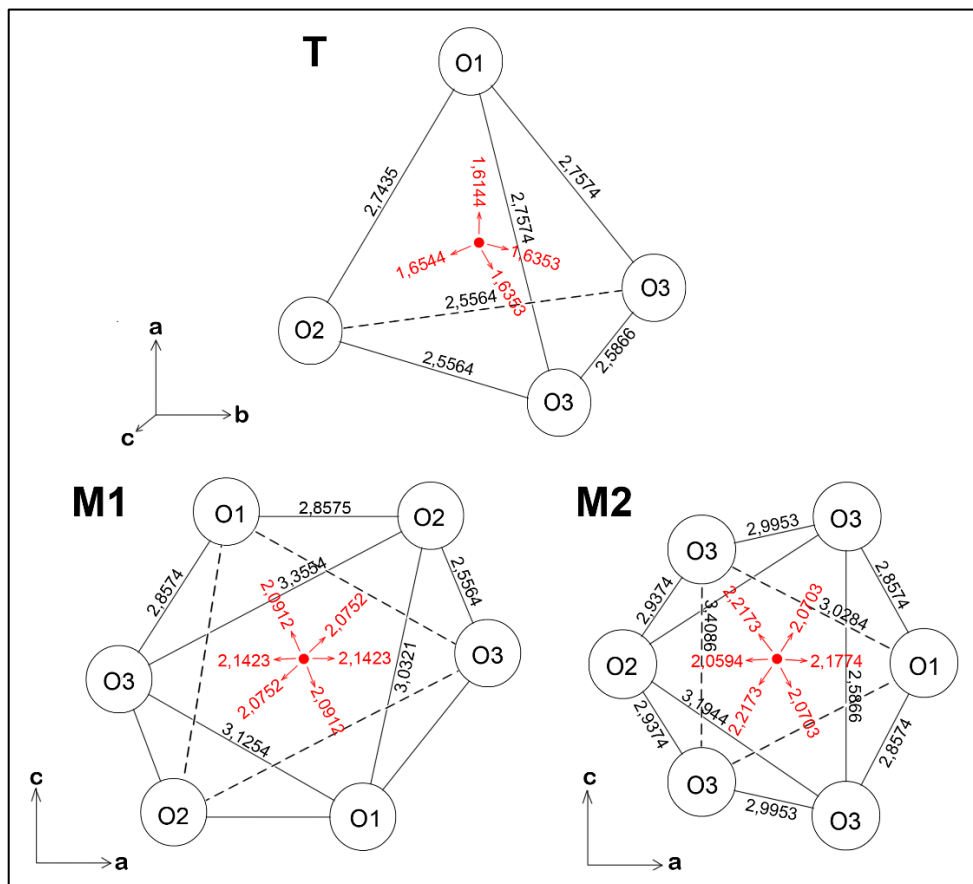 T
O1
2,7435
1,6144
2,7574
2,7574
1,6544
1,6353
1,6353
O3
2,5564
O2
2,5866
2,5564
O3
a
b
c
M1
O1
2,8575
O2
2,8574
3,3554
2,5564
2,0912
2,0752
O3
2,1423
2,1423
O3
2,0752
2,0912
3,0321
3,1254
O2
O1
c
a
M2
O3
O3
2,9953
2,9374
2,8574
2,2173
2,0703
3,0284
3,4086
O2
2,0594
2,1774
O1
2,5866
3,1944
2,2173
2,0703
2,9374
2,8574
O3
2,9953
O3
c
a